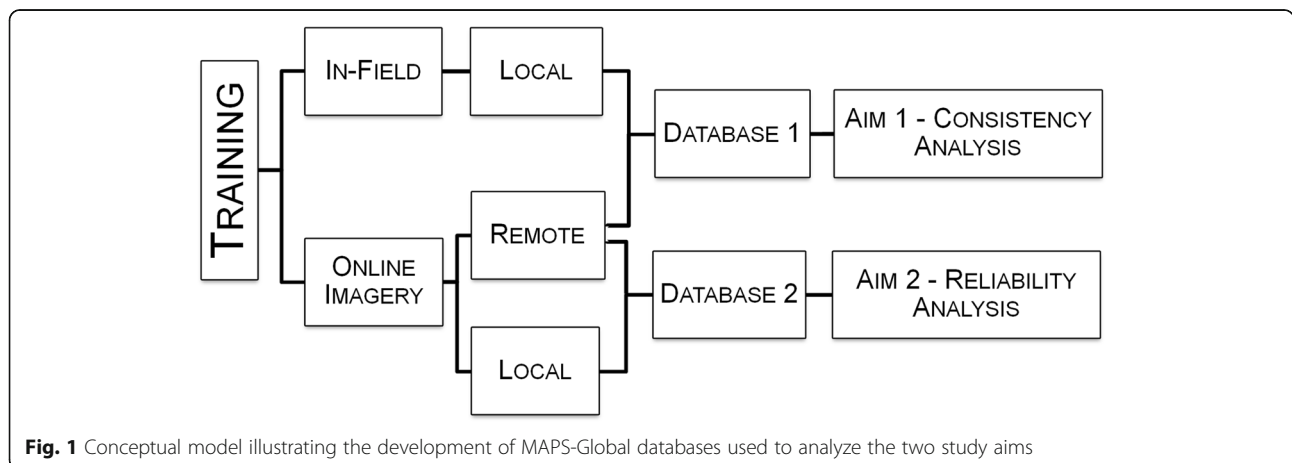 TRAINING
IN-FIELD
LOCAL
ONLINE
IMAGERY
REMOTE
LOCAL
DATABASE 1
AIM 1 - CONSISTENCY
ANALYSIS
DATABASE 2
AIM 2 - RELIABILITY
ANALYSIS
Fig. 1 Conceptual model illustrating the development of MAPS-Global databases used to analyze the two study aims